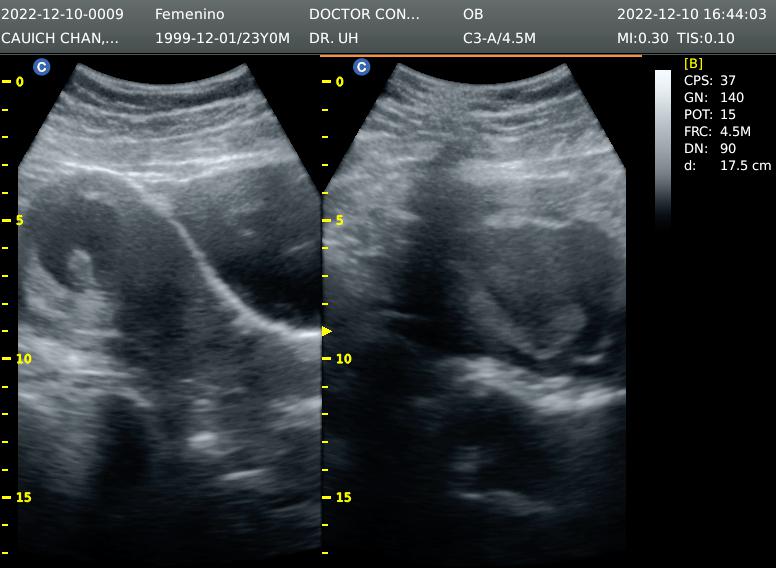 2022-12-10-0009 Femenino DOCTOR CON... OB 2022-12-10 16:44:03
CAUICH CHAN,... 1999-12-01/23Y0M DR. UH C3-A/4.5M MI:0.30 TIS:0.10
C C [B]
0 0 CPS: 37
GN: 140
POT: 15
FRC: 4.5M
DN: 90
d: 17.5 cm
5 5
10 10
15 15